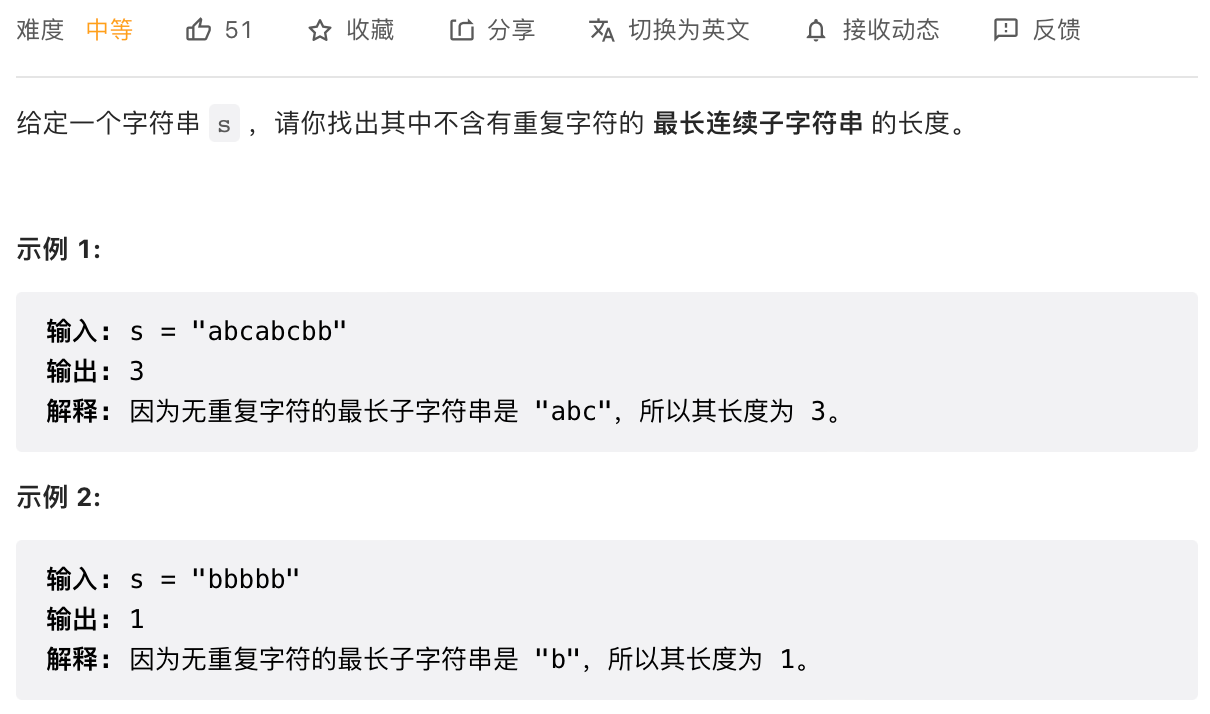 难度 中等 51 收藏 分享 切换为英文 接收动态 反馈
给定一个字符串 s ，请你找出其中不含有重复字符的 最长连续子字符串 的长度。
示例 1:
输入: s = "abcabcbb"
输出: 3
解释: 因为无重复字符的最长子字符串是 "abc"，所以其长度为 3。
示例 2:
输入: s = "bbbbb"
输出: 1
解释: 因为无重复字符的最长子字符串是 "b"，所以其长度为 1。